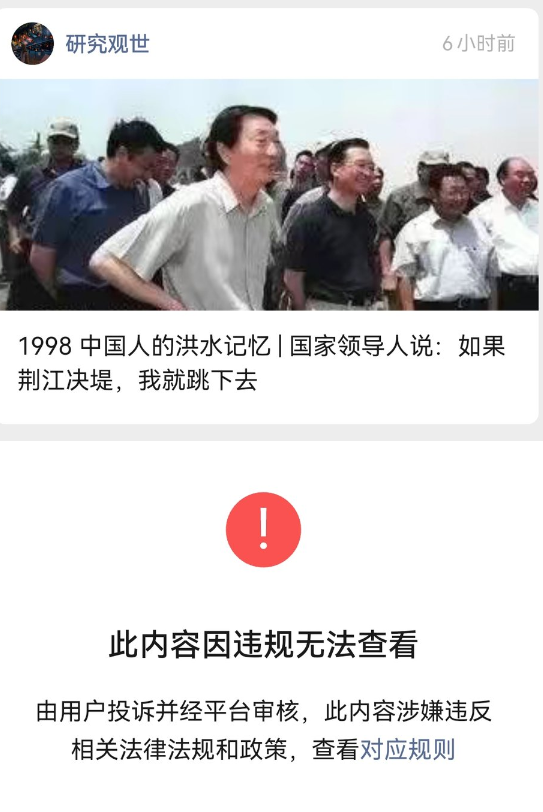 研究观世
6小时前
1998 中国人的洪水记忆 | 国家领导人说：如果
荆江决堤，我就跳下去
此内容因违规无法查看
由用户投诉并经平台审核，此内容涉嫌违反
相关法律法规和政策，查看对应规则